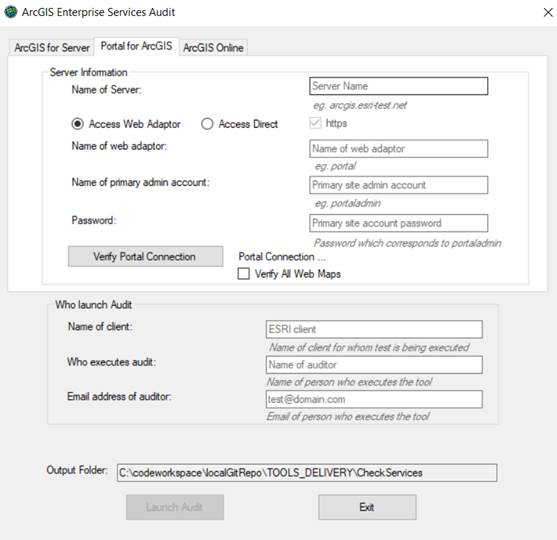 ArcGIS Enterprise Services Audit
ArcGIS for Server Portal for ArcGIS ArcGIS Online
Server Information
Name of Server: Server Name
eg. arcgis.esri-test.net
Access Web Adaptor Access Direct https
Name of web adaptor: Name of web adaptor
eg. portal
Name of primary admin account: Primary site admin account
eg. portaladmin
Password: Primary site account password
Password which corresponds to portaladmin
Verify Portal Connection Portal Connection ...
Verify All Web Maps
Who launch Audit
Name of client: ESRI client
Name of client for whom test is being executed
Who executes audit: Name of auditor
Name of person who executes the tool
Email address of auditor: test@domain.com
Email of person who executes the tool
Output Folder: C:\codeworkspace\localGitRepo\TOOLS_DELIVERY\CheckServices
Launch Audit Exit